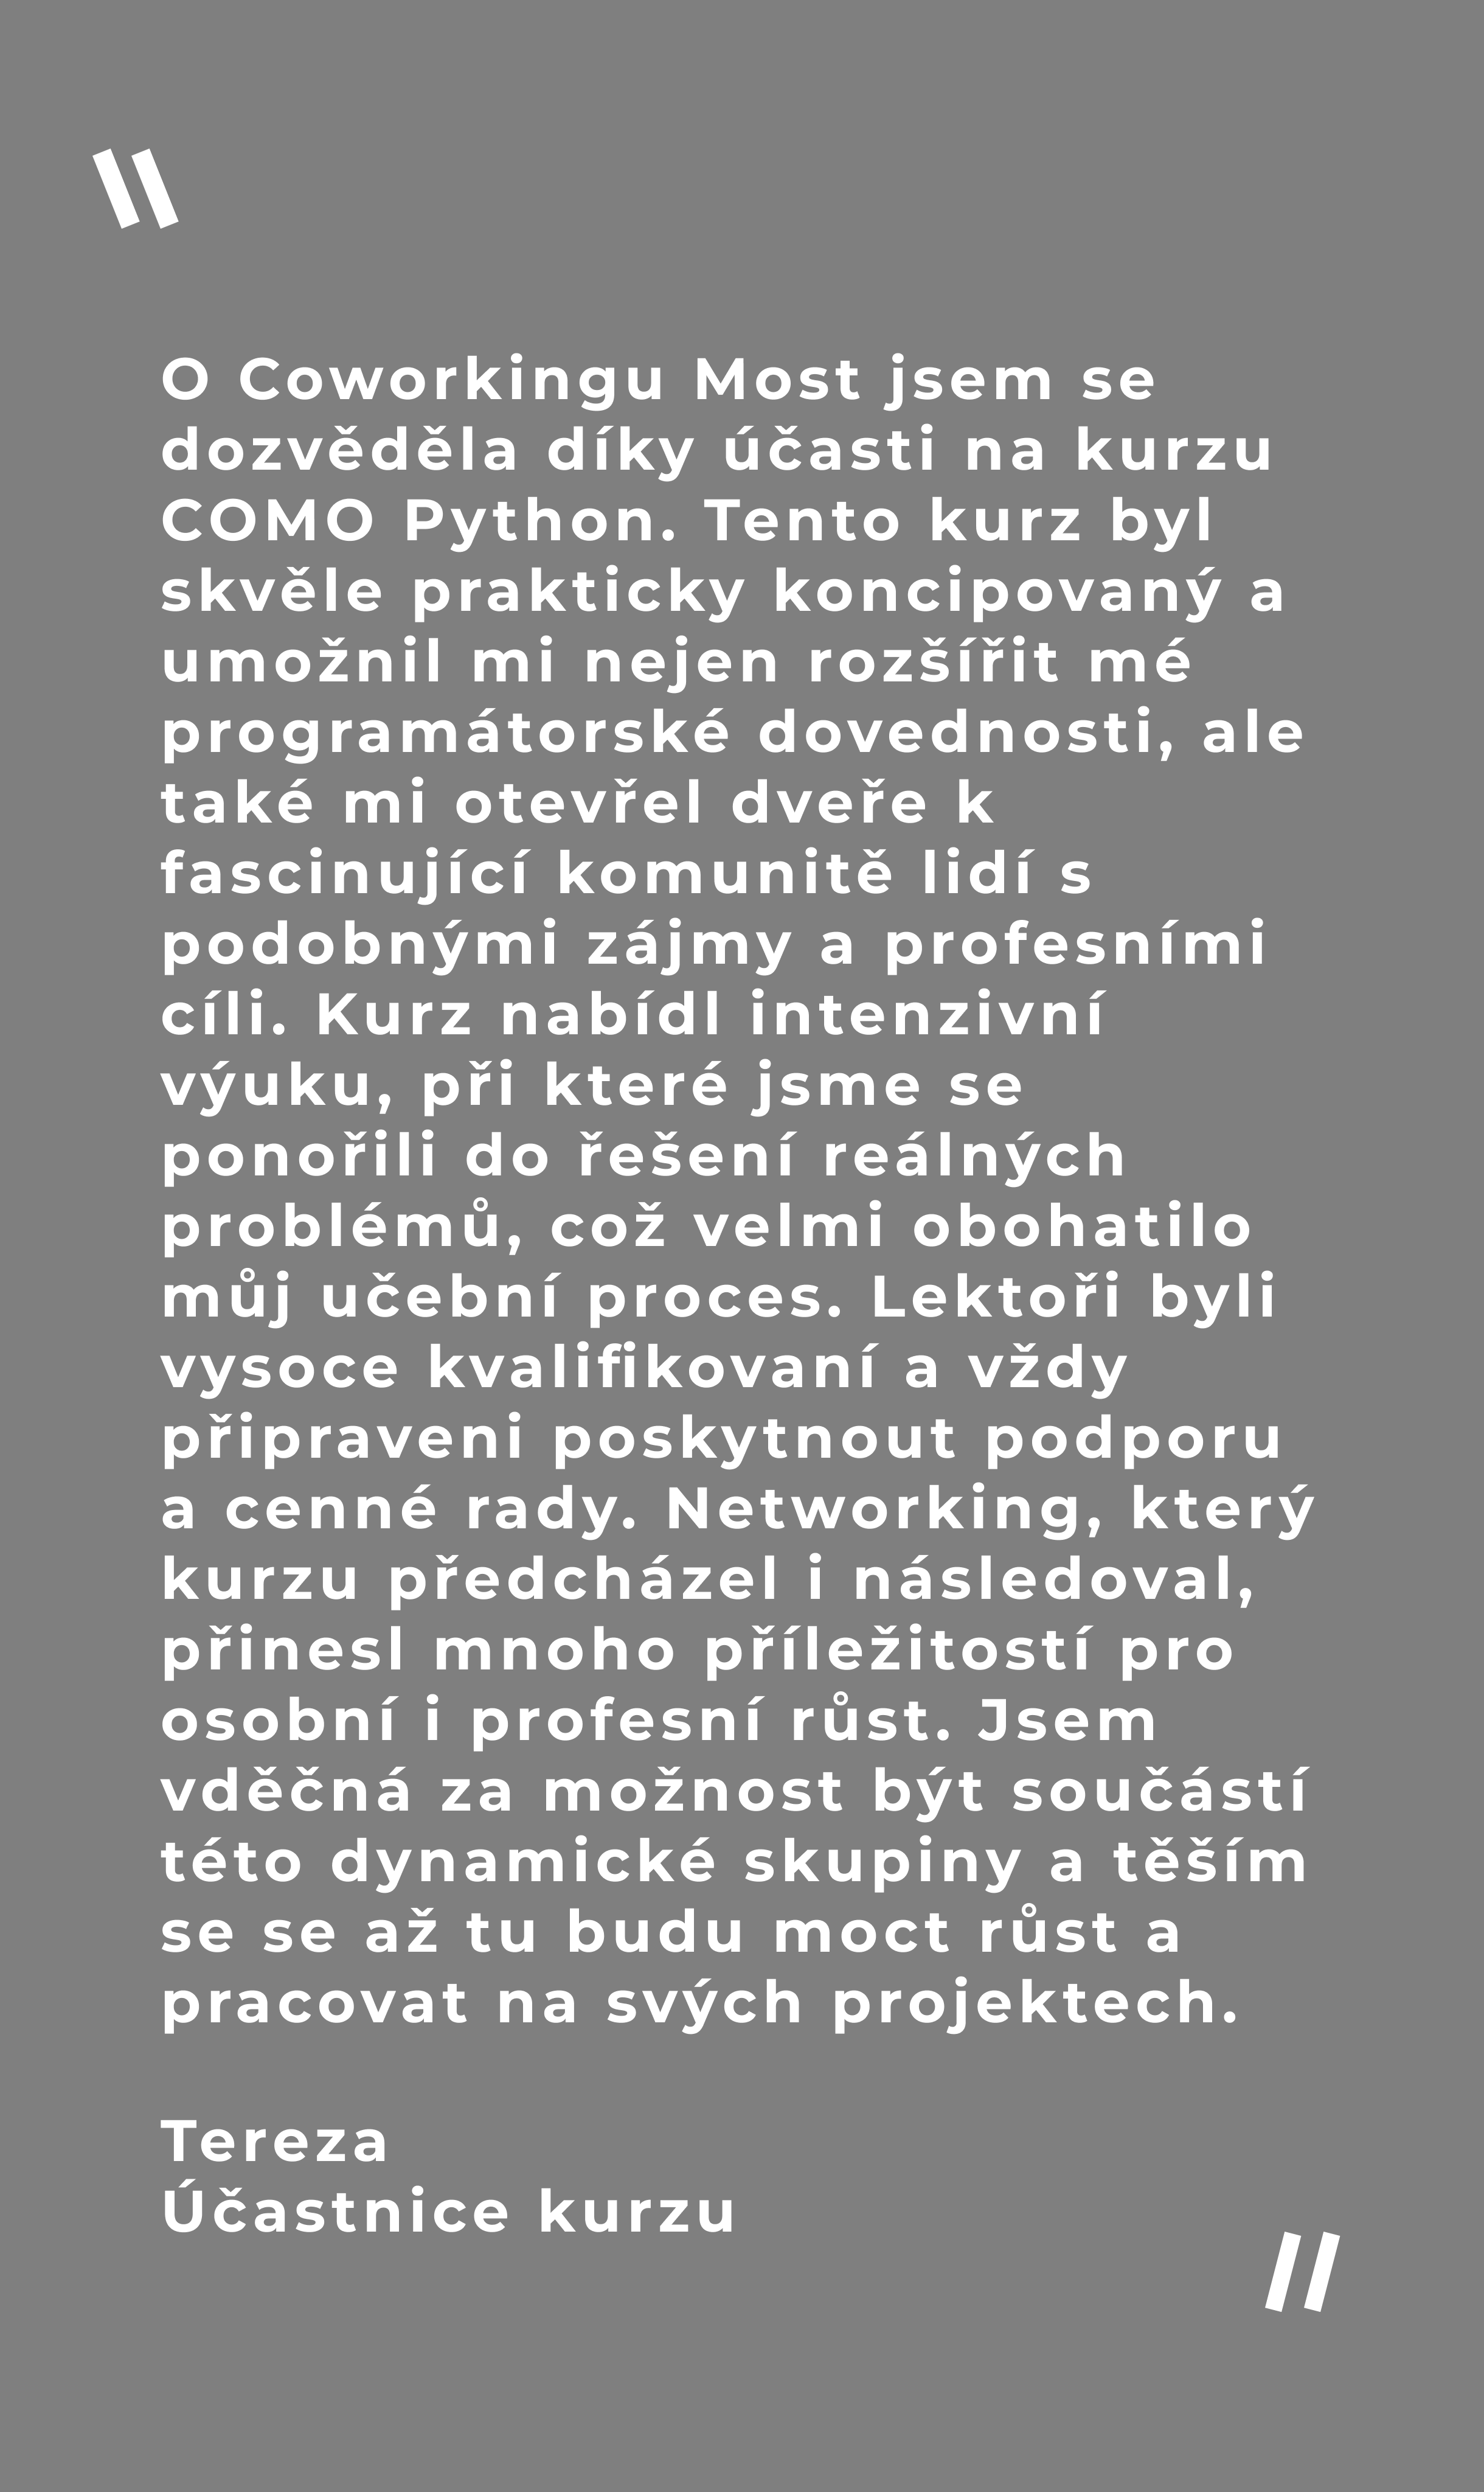 O Coworkingu Most jsem se
dozvěděla díky účasti na kurzu
COMO Python. Tento kurz byl
skvěle prakticky koncipovaný a
umožnil mi nejen rozšířit mé
programátorské dovednosti, ale
také mi otevřel dveře k
fascinující komunitě lidí s
podobnými zájmy a profesními
cíli. Kurz nabídl intenzivní
výuku, při které jsme se
ponořili do řešení reálných
problémů, což velmi obohatilo
můj učební proces. Lektoři byli
vysoce kvalifikovaní a vždy
připraveni poskytnout podporu
a cenné rady. Networking, který
kurzu předcházel i následoval,
přinesl mnoho příležitostí pro
osobní i profesní růst. Jsem
vděčná za možnost být součástí
této dynamické skupiny a těším
se se až tu budu moct růst a
pracovat na svých projektech.
Tereza
Účastnice kurzu